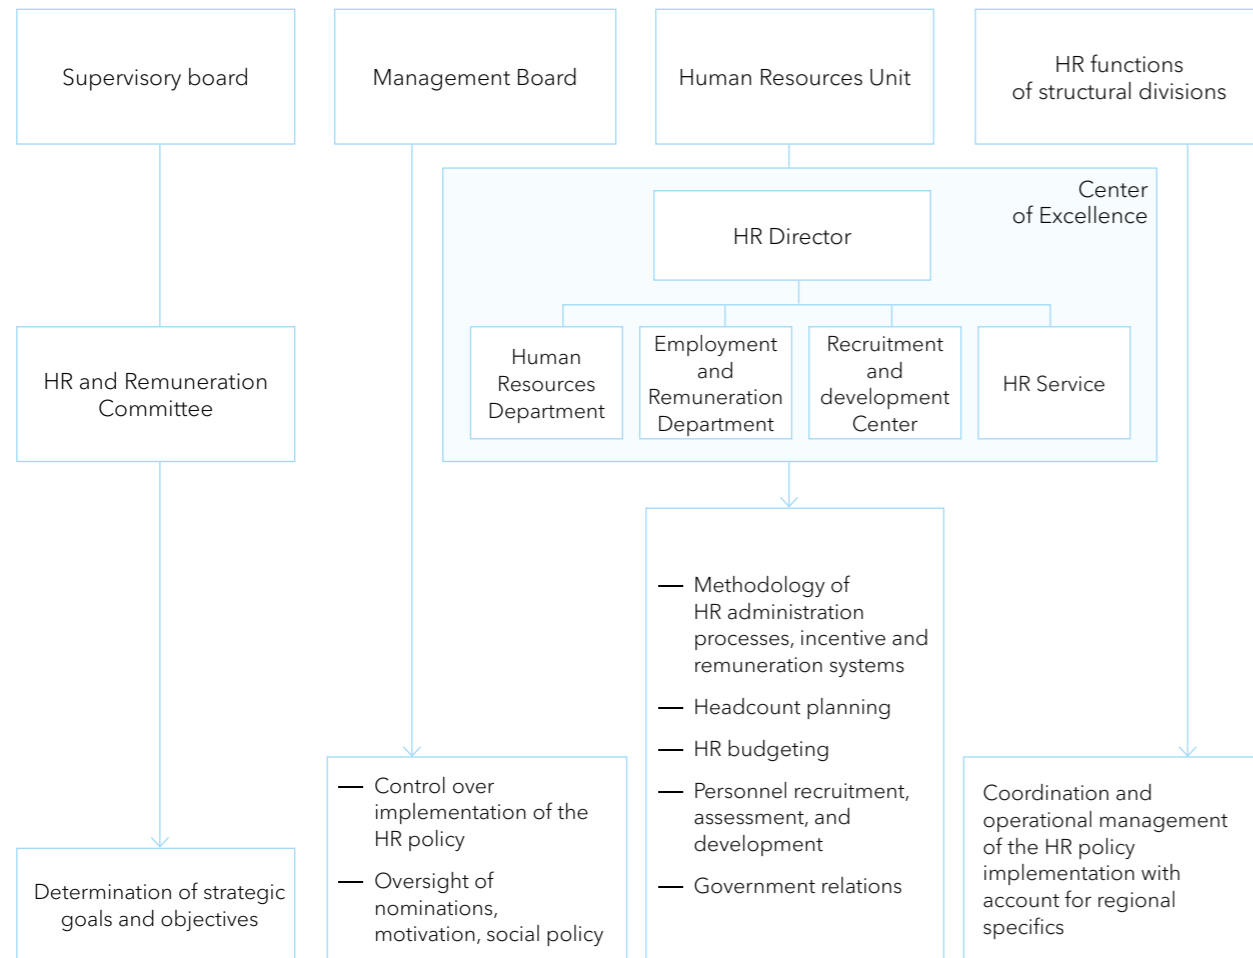 Supervisory board
Management Board
Human Resources Unit
HR functions
of structural divisions
Center
of Excellence
HR Director
HR and Remuneration
Committee
Human
Resources
Department
Employment
and
Remuneration
Department
Recruitment
and
development
Center
HR Service
Determination of strategic
goals and objectives
— Control over
implementation of the
HR policy
— Oversight of
nominations,
motivation, social policy
— Methodology of
HR administration
processes, incentive and
remuneration systems
— Headcount planning
— HR budgeting
— Personnel recruitment,
assessment, and
development
— Government relations
Coordination and
operational management
of the HR policy
implementation with
account for regional
specifics